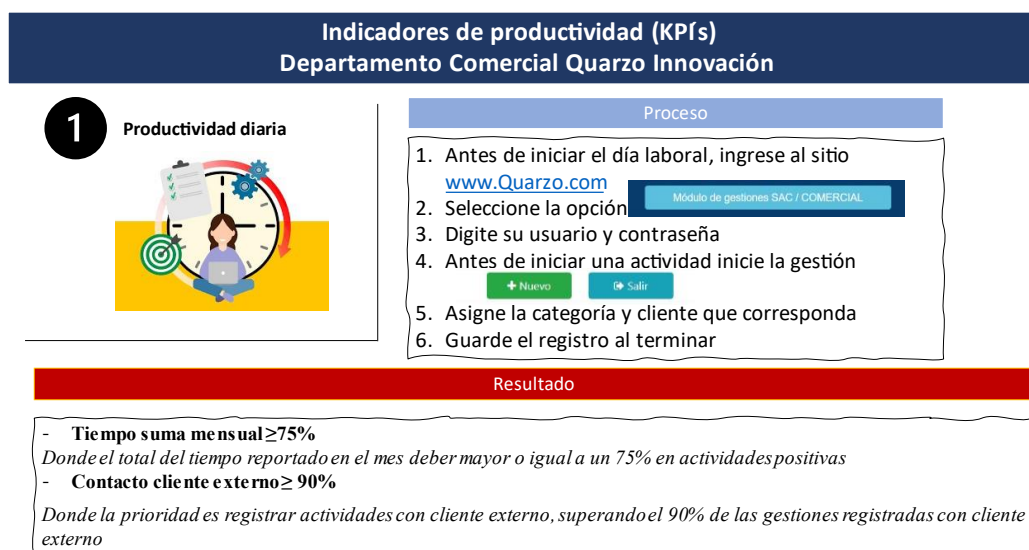 Indicadores de productividad (KPI´s)
Departamento Comercial Quarzo Innovación
1
Productividad diaria
Proceso
1. Antes de iniciar el día laboral, ingrese al sitio
www.Quarzo.com
2. Seleccione la opción
Módulo de gestiones SAC / COMERCIAL
3. Digite su usuario y contraseña
4. Antes de iniciar una actividad inicie la gestión
+ Nuevo
Salir
5. Asigne la categoría y cliente que corresponda
6. Guarde el registro al terminar
Resultado
- Tiempo suma mensual ≥75%
Donde el total del tiempo reportado en el mes deber mayor o igual a un 75% en actividades positivas
- Contacto cliente externo ≥ 90%
Donde la prioridad es registrar actividades con cliente externo, superando el 90% de las gestiones registradas con cliente
externo